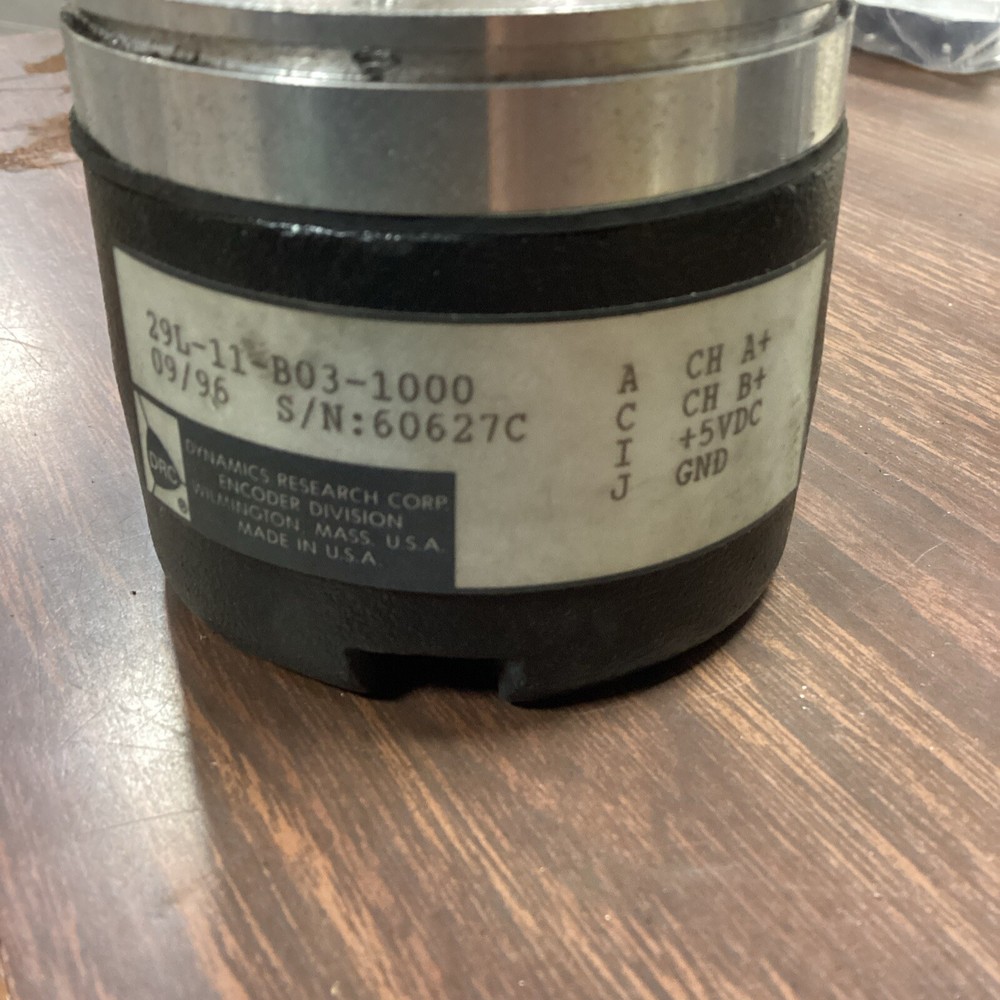 29L-11-B03-1000
09/96 S/N:60627C
DRC
®
DYNAMICS RESEARCH CORP.
ENCODER DIVISION
WILMINGTON, MASS. U.S.A.
MADE IN U.S.A.
A CH A+
C CH B+
I +5VDC
J GND